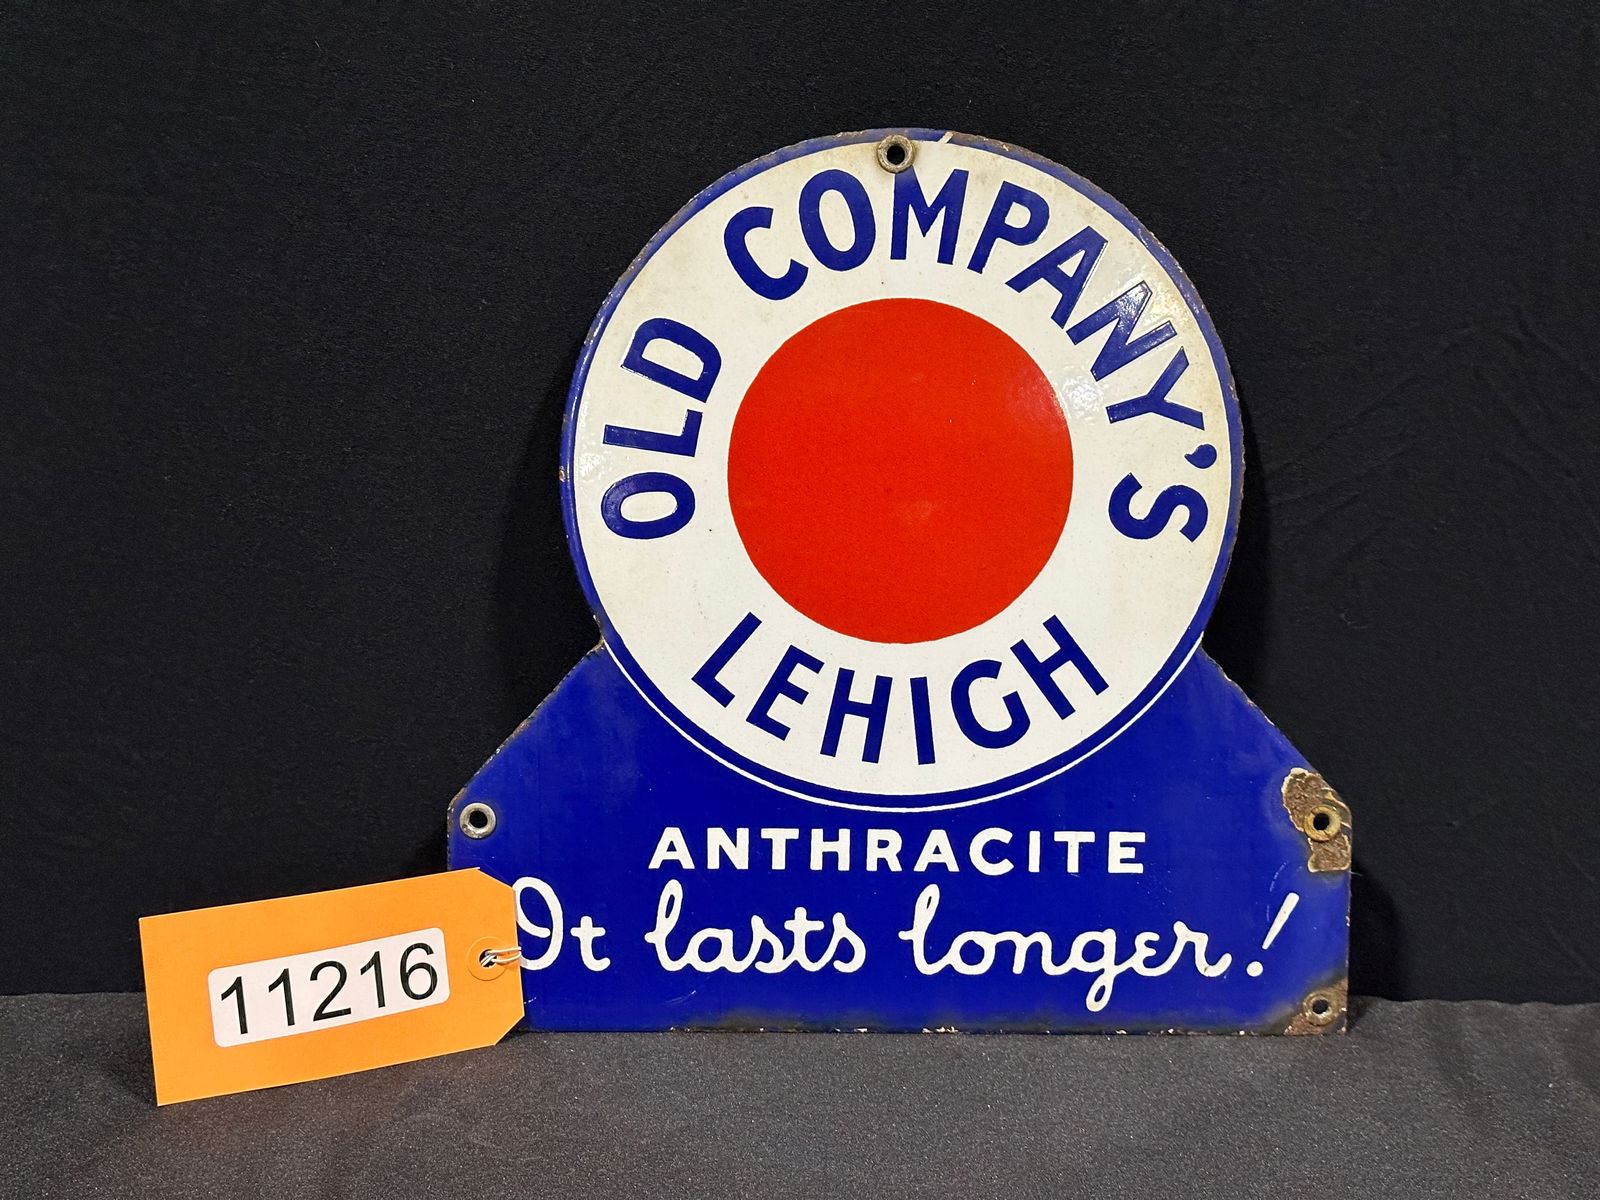 OLD COMPANY'S
LEHIGH
ANTHRACITE
It lasts longer!
11216